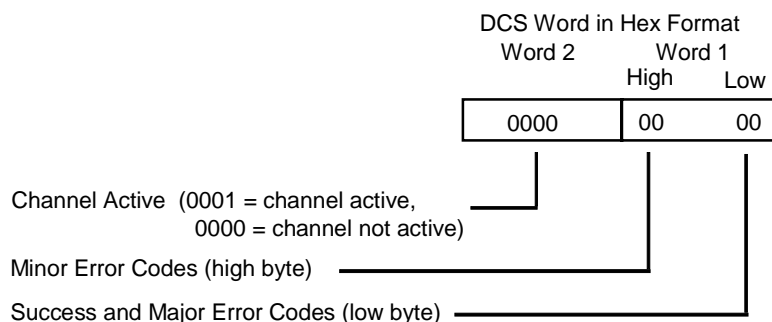 DCS Word in Hex Format
Word 2 Word 1
High Low
0000 00 00
Channel Active (0001 = channel active,
0000 = channel not active)
Minor Error Codes (high byte)
Success and Major Error Codes (low byte)